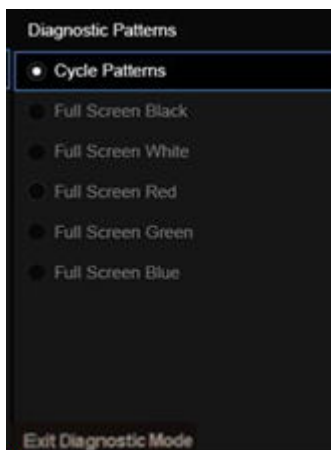 Diagnostic Patterns
Cycle Patterns
Full Screen Black
Full Screen White
Full Screen Red
Full Screen Green
Full Screen Blue
Exit Diagnostic Mode